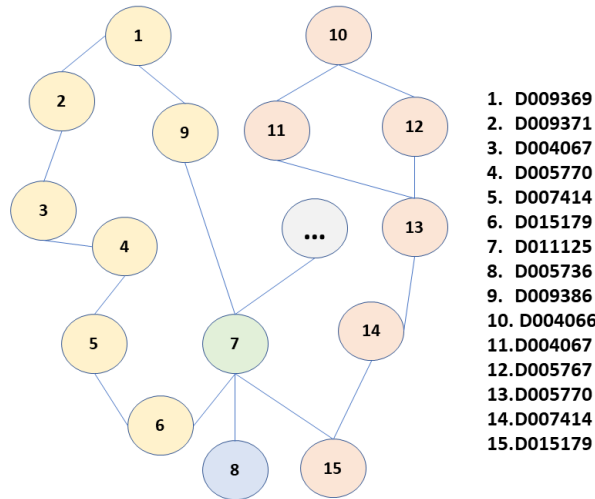 1
10
2
11
12
9
3
...
13
4
14
5
7
6
8
15
1. D009369
2. D009371
3. D004067
4. D005770
5. D007414
6. D015179
7. D011125
8. D005736
9. D009386
10. D004066
11.D004067
12.D005767
13.D005770
14.D007414
15.D015179